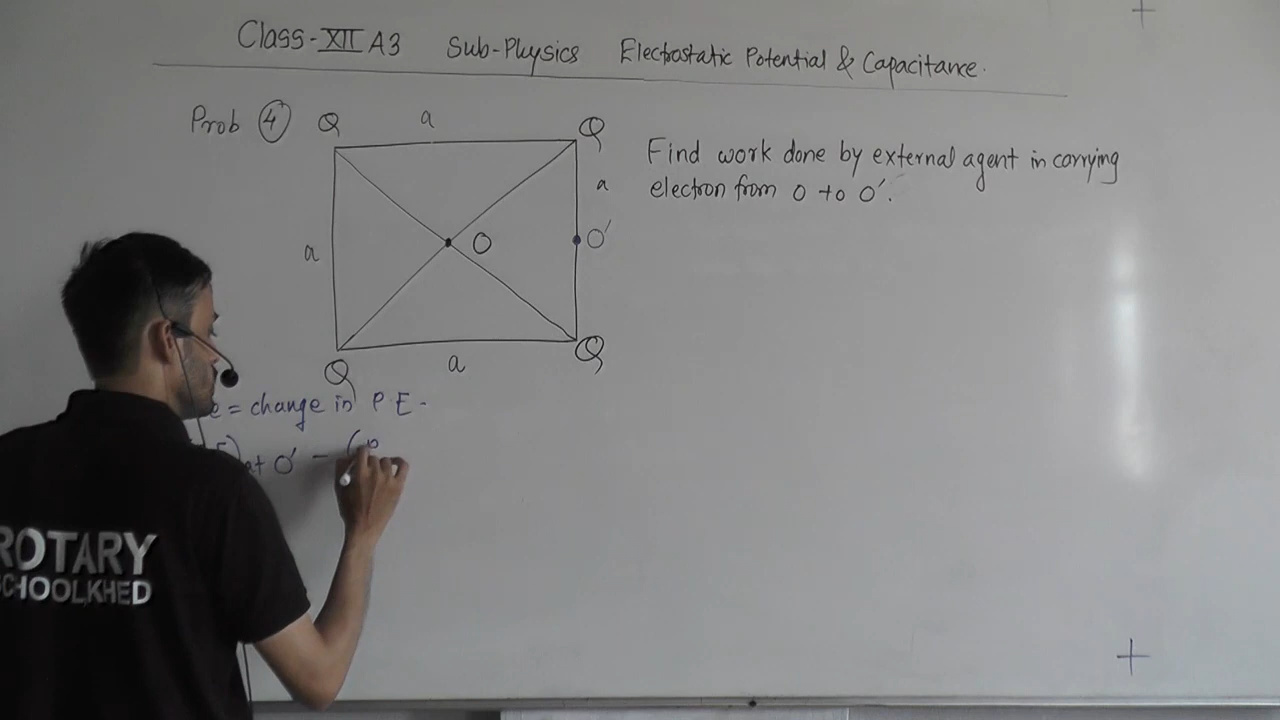 Class-XII A3 Sub-Physics Electrostatic Potential & Capacitance.
Prob 4
Q a Q
Find work done by external agent in carrying
electron from O to O'.
a
a O O'
Q a Q
= change in P.E.
at O' - (P
ROTARY
SCHOOLKHED